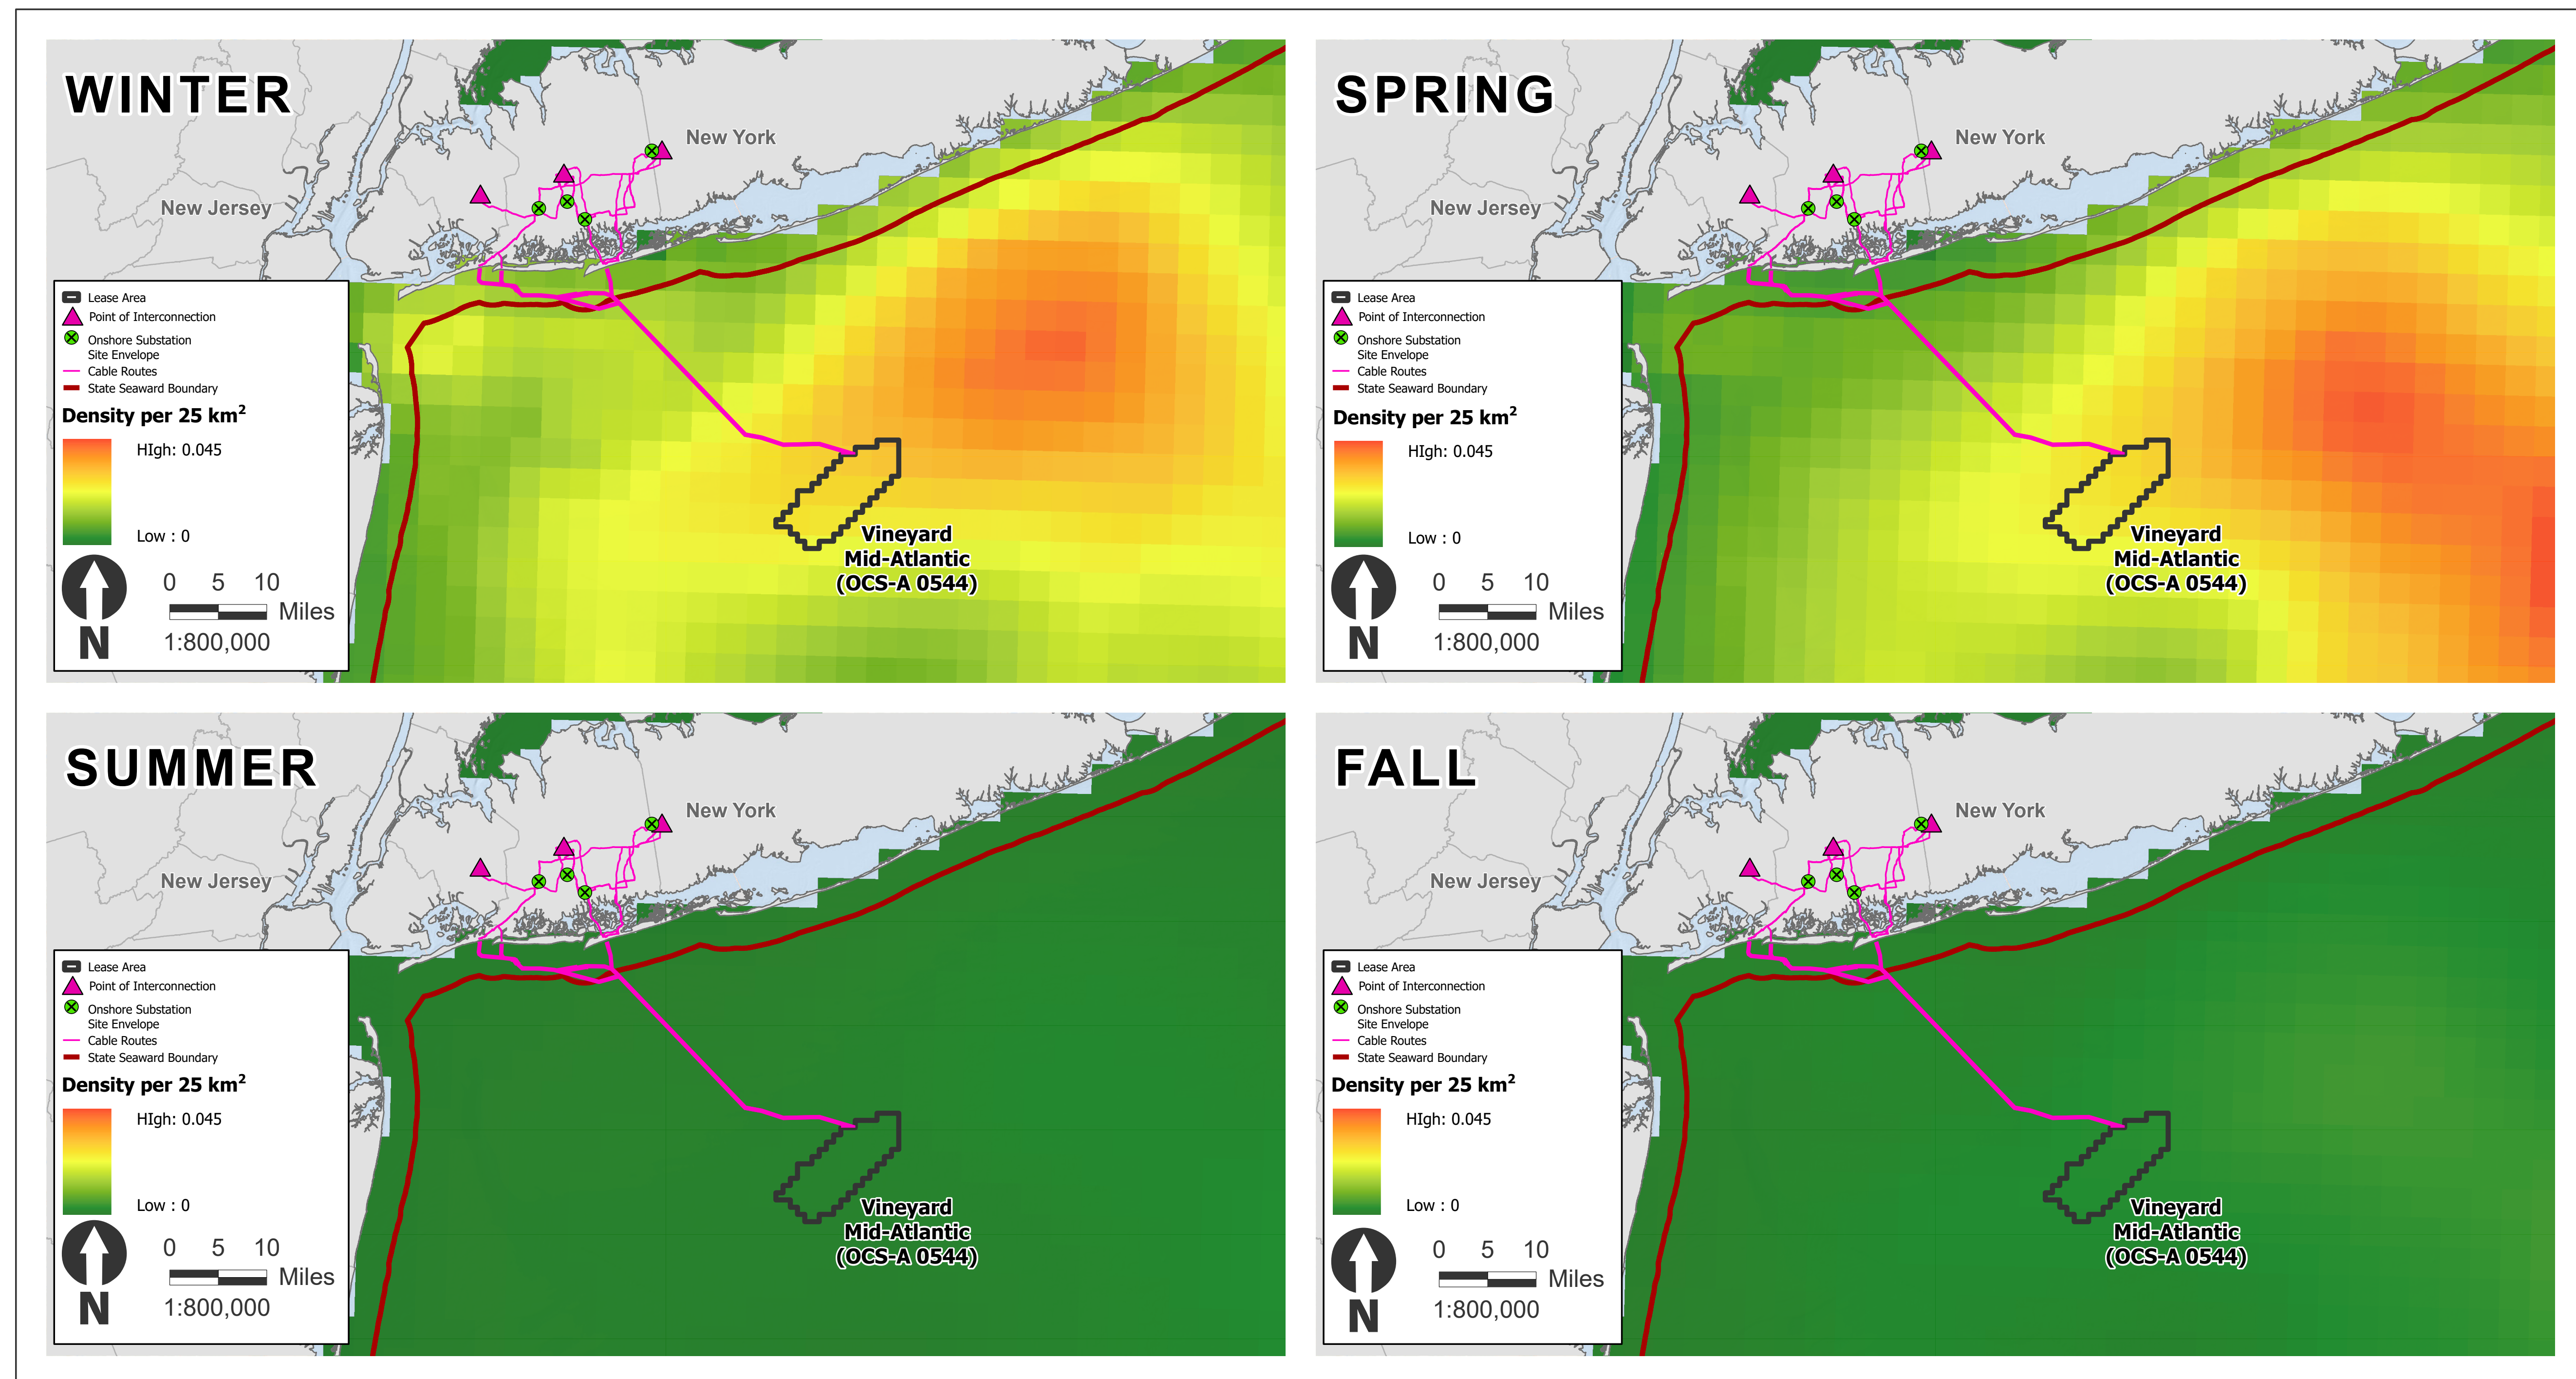 WINTER
New York
New Jersey
Lease Area
Point of Interconnection
Onshore Substation
Site Envelope
Cable Routes
State Seaward Boundary
Density per 25 km²
HIgh: 0.045
Low : 0
N
0 5 10
Miles
1:800,000
Vineyard
Mid-Atlantic
(OCS-A 0544)
SPRING
New York
New Jersey
Lease Area
Point of Interconnection
Onshore Substation
Site Envelope
Cable Routes
State Seaward Boundary
Density per 25 km²
HIgh: 0.045
Low : 0
N
0 5 10
Miles
1:800,000
Vineyard
Mid-Atlantic
(OCS-A 0544)
SUMMER
New York
New Jersey
Lease Area
Point of Interconnection
Onshore Substation
Site Envelope
Cable Routes
State Seaward Boundary
Density per 25 km²
HIgh: 0.045
Low : 0
N
0 5 10
Miles
1:800,000
Vineyard
Mid-Atlantic
(OCS-A 0544)
FALL
New York
New Jersey
Lease Area
Point of Interconnection
Onshore Substation
Site Envelope
Cable Routes
State Seaward Boundary
Density per 25 km²
HIgh: 0.045
Low : 0
N
0 5 10
Miles
1:800,000
Vineyard
Mid-Atlantic
(OCS-A 0544)